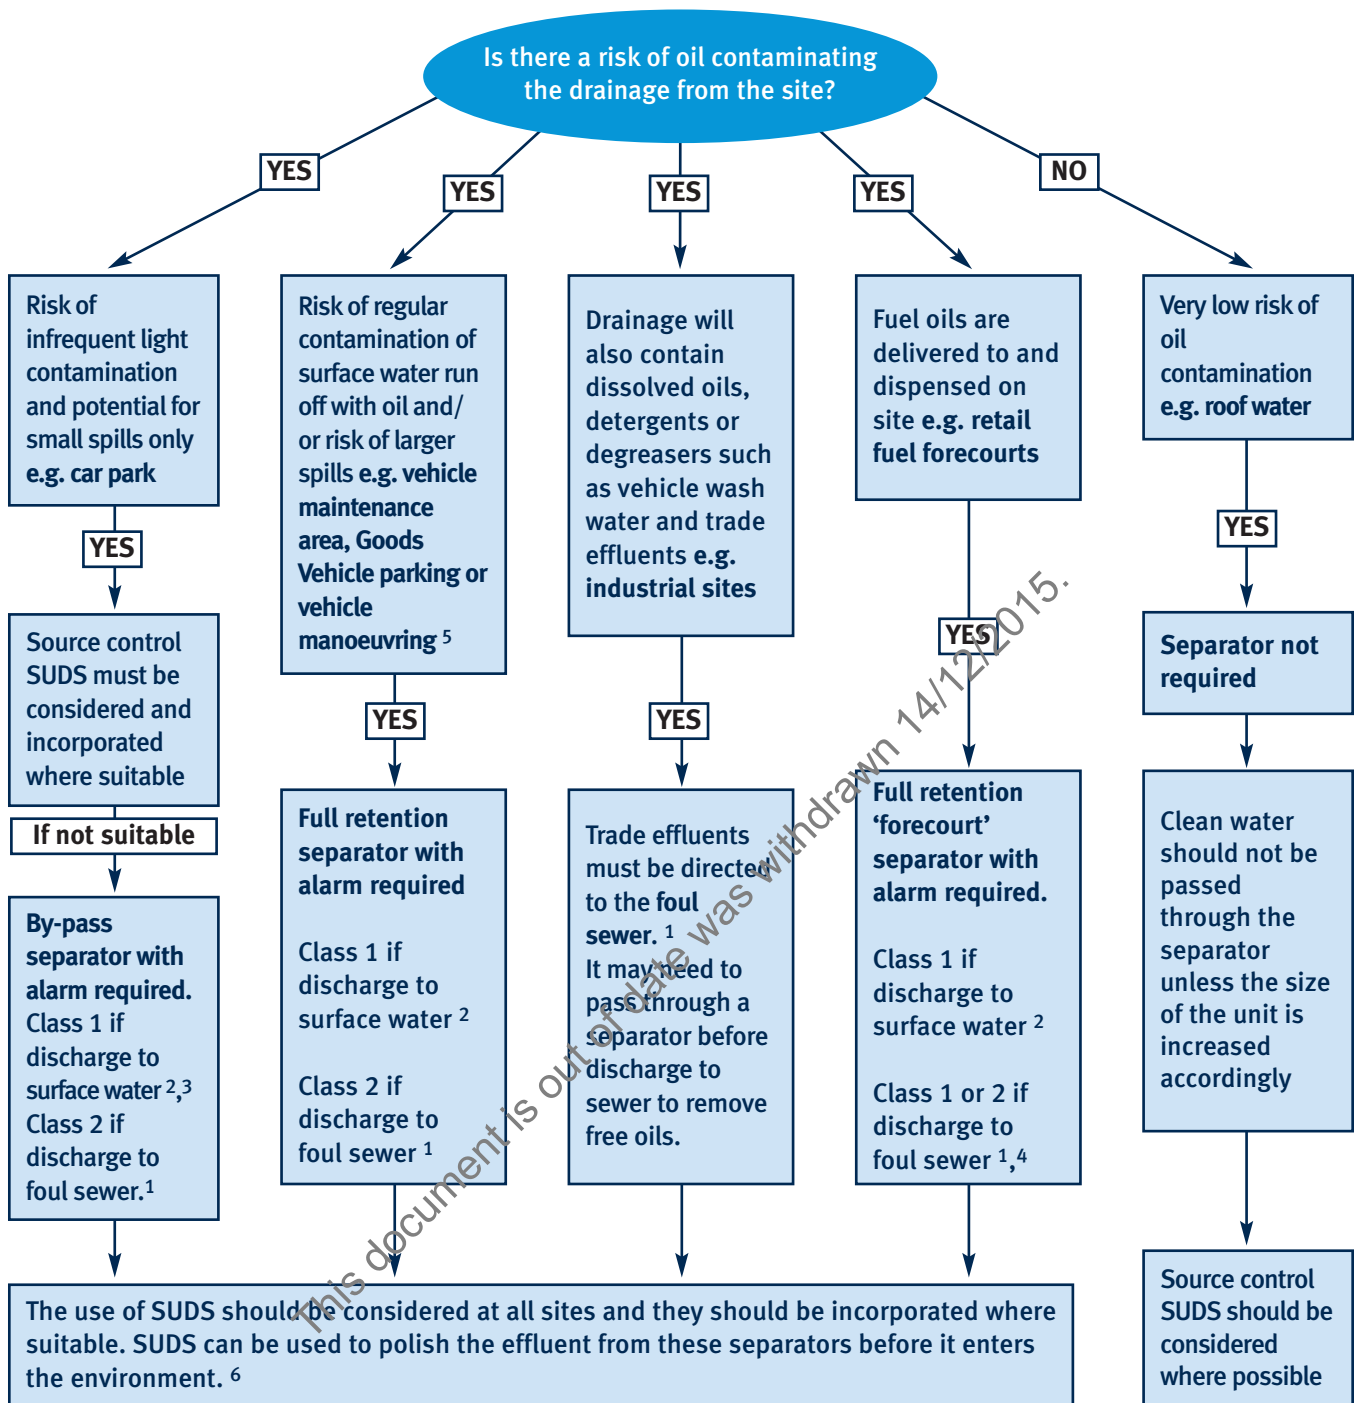 Is there a risk of oil contaminating
the drainage from the site?
YES
YES
YES
YES
NO
Risk of
infrequent light
contamination
and potential for
small spills only
e.g. car park
YES
Source control
SUDS must be
considered and
incorporated
where suitable
If not suitable
By-pass
separator with
alarm required.
Class 1 if
discharge to
surface water 2,3
Class 2 if
discharge to
foul sewer.1
Risk of regular
contamination of
surface water run
off with oil and/
or risk of larger
spills e.g. vehicle
maintenance
area, Goods
Vehicle parking or
vehicle
manoeuvring 5
YES
Full retention
separator with
alarm required
Class 1 if
discharge to
surface water 2
Class 2 if
discharge to
foul sewer 1
Drainage will
also contain
dissolved oils,
detergents or
degreasers such
as vehicle wash
water and trade
effluents e.g.
industrial sites
YES
Trade effluents
must be directed
to the foul
sewer. 1
It may need to
pass through a
separator before
discharge to
sewer to remove
free oils.
Fuel oils are
delivered to and
dispensed on
site e.g. retail
fuel forecourts
YES
Full retention
‘forecourt’
separator with
alarm required.
Class 1 if
discharge to
surface water 2
Class 1 or 2 if
discharge to
foul sewer 1,4
Very low risk of
oil
contamination
e.g. roof water
YES
Separator not
required
Clean water
should not be
passed
through the
separator
unless the size
of the unit is
increased
accordingly
Source control
SUDS should be
considered
where possible
The use of SUDS should be considered at all sites and they should be incorporated where
suitable. SUDS can be used to polish the effluent from these separators before it enters
the environment. 6
This document is out of date was withdrawn 14/12/2015.